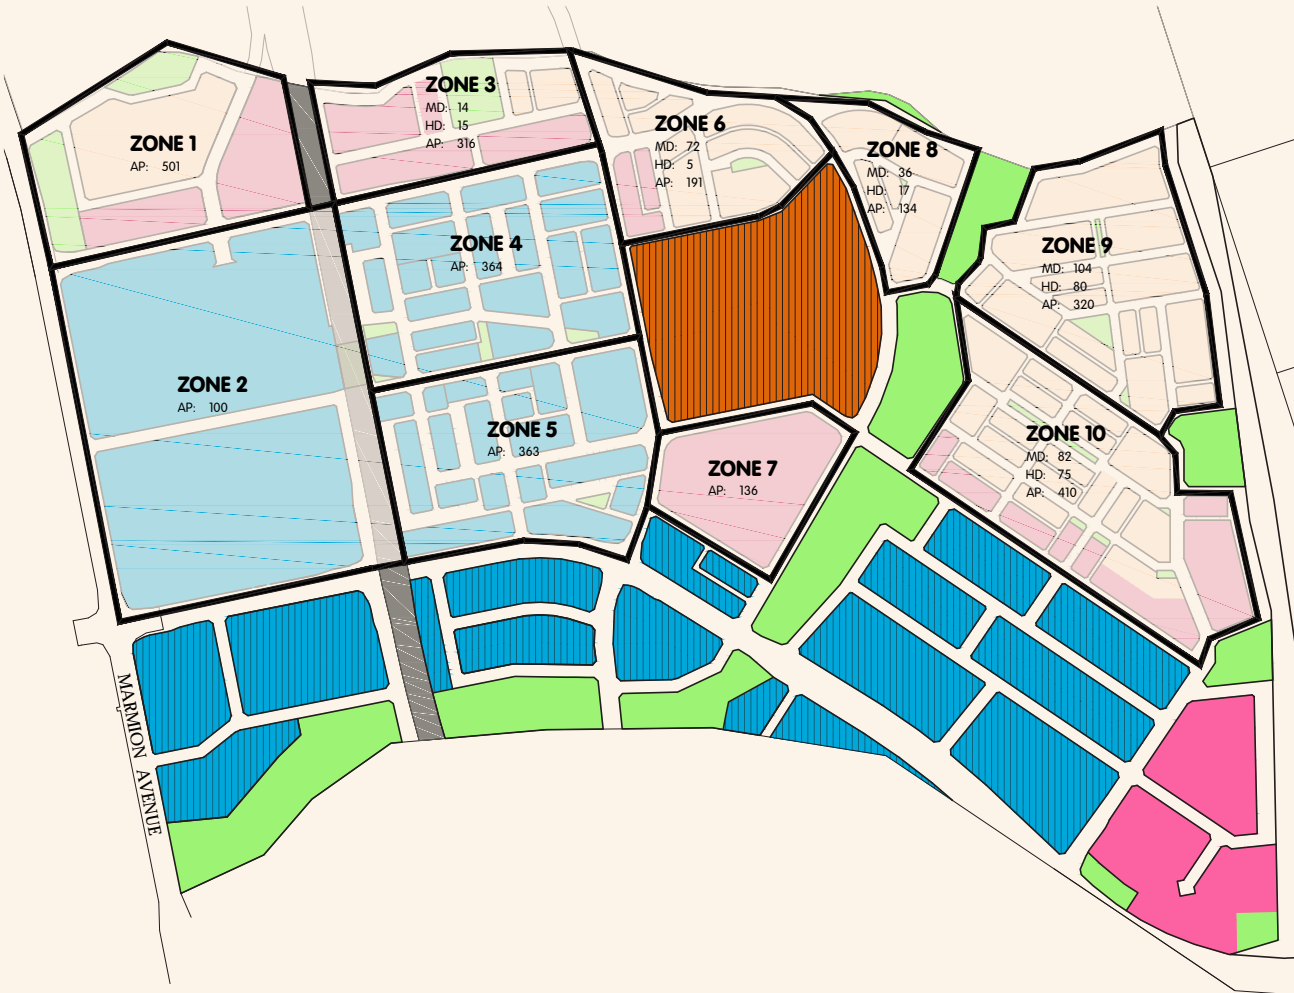 ZONE 1
AP: 501
ZONE 2
AP: 100
ZONE 3
MD: 14
HD: 15
AP: 316
ZONE 4
AP: 364
ZONE 5
AP: 363
ZONE 6
MD: 72
HD: 5
AP: 191
ZONE 7
AP: 136
ZONE 8
MD: 36
HD: 17
AP: 134
ZONE 9
MD: 104
HD: 80
AP: 320
ZONE 10
MD: 82
HD: 75
AP: 410
MARMION AVENUE